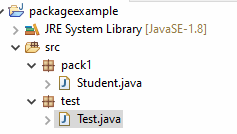 packageexample
JRE System Library [JavaSE-1.8]
src
pack1
Student.java
test
Test.java